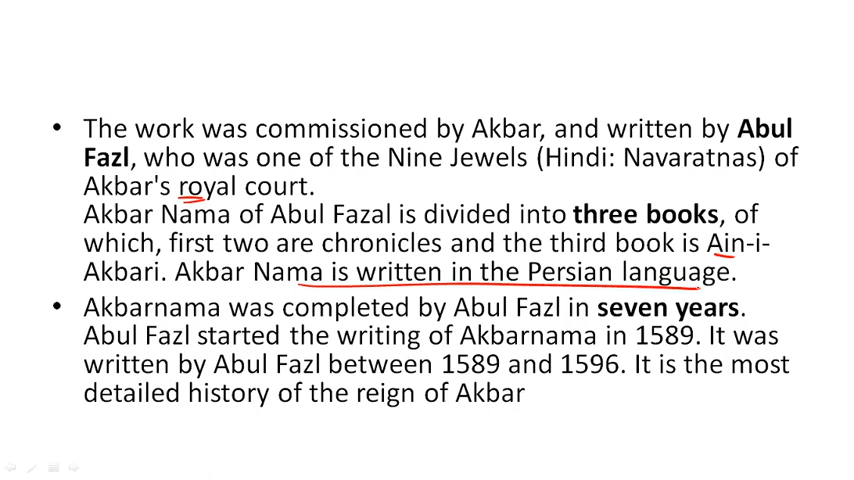 • The work was commissioned by Akbar, and written by Abul
Fazl, who was one of the Nine Jewels (Hindi: Navaratnas) of
Akbar's royal court.
Akbar Nama of Abul Fazal is divided into three books, of
which, first two are chronicles and the third book is Ain-i-
Akbari. Akbar Nama is written in the Persian language.
• Akbarnama was completed by Abul Fazl in seven years.
Abul Fazl started the writing of Akbarnama in 1589. It was
written by Abul Fazl between 1589 and 1596. It is the most
detailed history of the reign of Akbar